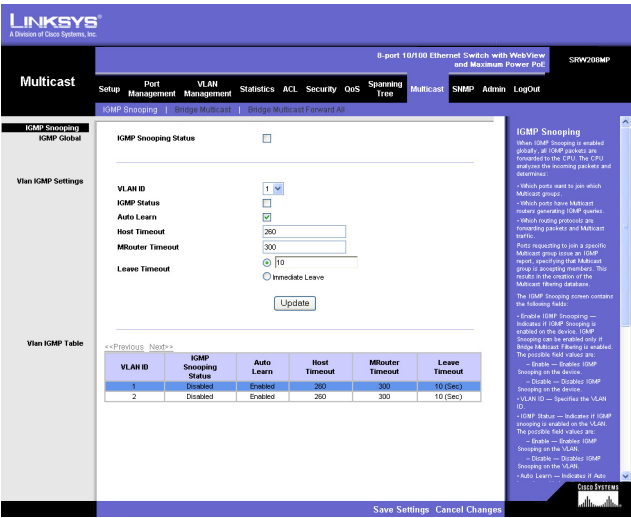 LINKSYS®
A Division of Cisco Systems, Inc.
8-port 10/100 Ethernet Switch with WebView
and Maximum Power PoE
SRW208MP
Multicast
Setup
Port
Management
VLAN
Management
Statistics
ACL
Security
QoS
Spanning
Tree
Multicast
SNMP
Admin
LogOut
IGMP Snooping | Bridge Multicast | Bridge Multicast Forward All
IGMP Snooping
IGMP Global
IGMP Snooping Status
Vlan IGMP Settings
VLAN ID 1
IGMP Status
Auto Learn
Host Timeout 260
MRouter Timeout 300
Leave Timeout 10
Immediate Leave
Update
Vlan IGMP Table
<<Previous Next>>
VLAN ID
IGMP
Snooping
Status
Auto
Learn
Host
Timeout
MRouter
Timeout
Leave
Timeout
1 Disabled Enabled 260 300 10 (Sec)
2 Disabled Enabled 260 300 10 (Sec)
IGMP Snooping
When IGMP Snooping is enabled
globally, all IGMP packets are
forwarded to the CPU. The CPU
analyzes the incoming packets and
determines:
• Which ports want to join which
Multicast groups.
• Which ports have Multicast
routers generating IGMP queries.
• Which routing protocols are
forwarding packets and Multicast
traffic.
Ports requesting to join a specific
Multicast group issue an IGMP
report, specifying that Multicast
group is accepting members. This
results in the creation of the
Multicast filtering database.
The IGMP Snooping screen contains
the following fields:
• Enable IGMP Snooping —
Indicates if IGMP Snooping is
enabled on the device. IGMP
Snooping can be enabled only if
Bridge Multicast Filtering is enabled.
The possible field values are:
– Enable — Enables IGMP
Snooping on the device.
– Disable — Disables IGMP
Snooping on the device.
• VLAN ID — Specifies the VLAN
ID.
• IGMP Status — Indicates if IGMP
snooping is enabled on the VLAN.
The possible field values are:
– Enable — Enables IGMP
Snooping on the VLAN.
– Disable — Disables IGMP
Snooping on the VLAN.
• Auto Learn — Indicates if Auto
Save Settings Cancel Changes
CISCO SYSTEMS